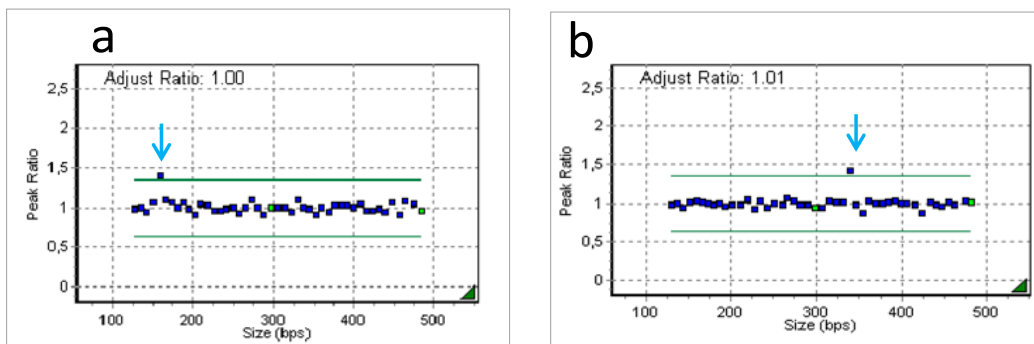 a
Adjust Ratio: 1.00
2,5
2
1,5
1
0,5
0
Peak Ratio
100 200 300 400 500
Size (bps)
b
Adjust Ratio: 1.01
2,5
2
1,5
1
0,5
0
Peak Ratio
100 200 300 400 500
Size (bps)